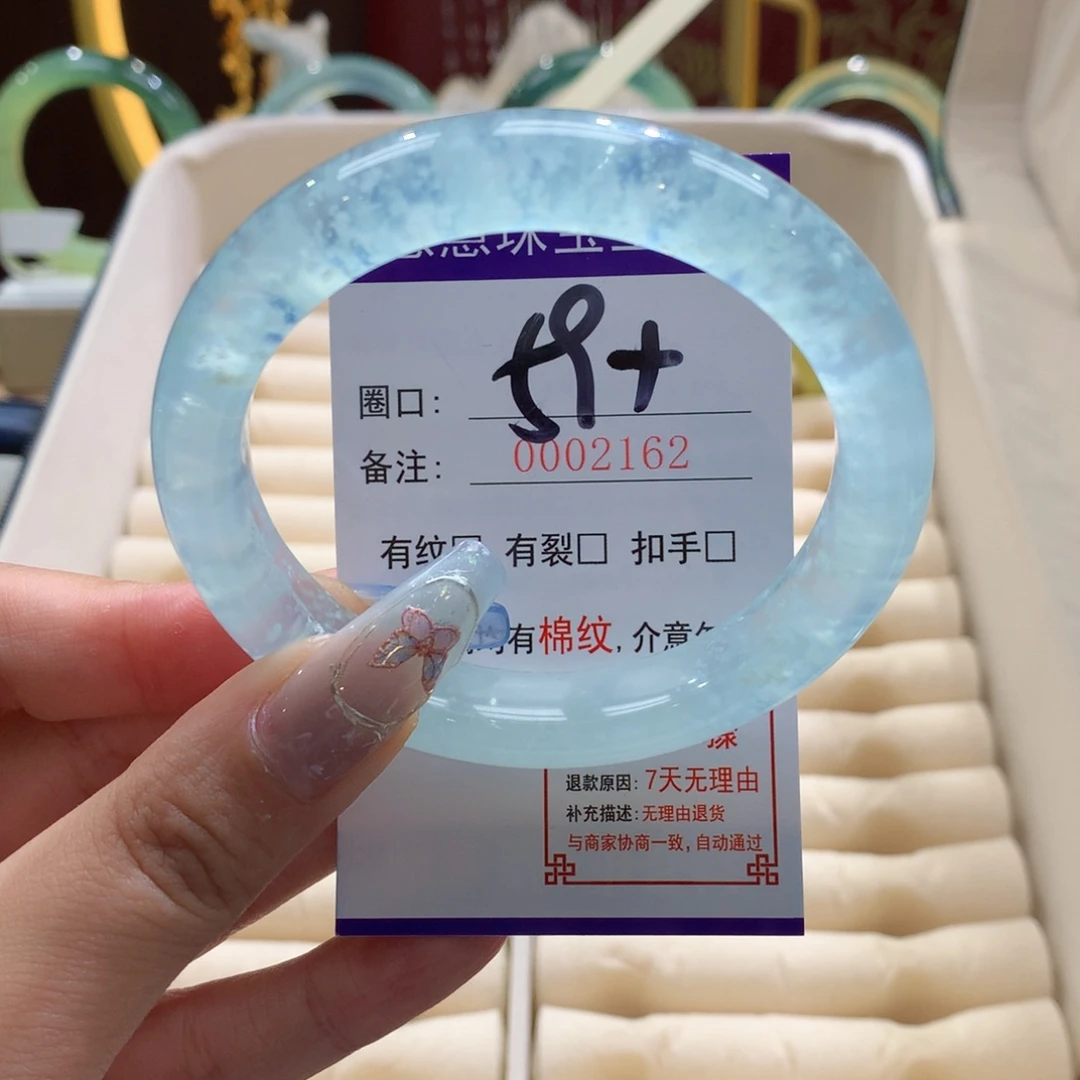 珠宝
圈口: 59+
备注: 0002162
有纹□ 有裂□ 扣手□
有棉纹, 介意
退款原因: 7天无理由
补充描述: 无理由退货
与商家协商一致, 自动通过